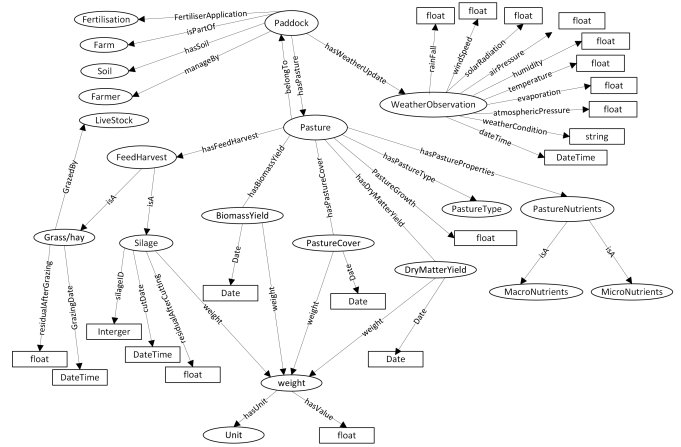 Fertilisation
FertiliserApplication
Paddock
Farm
isPartOf
Soil
hasSoil
Farmer
manageBy
LiveStock
hasWeatherUpdate
hasPasture
belongTo
float
float
float
float
float
float
float
float
string
DateTime
rainFall
windSpeed
solarRadiation
airPressure
humidity
temperature
evaporation
atmosphericPressure
weatherCondition
dateTime
WeatherObservation
Pasture
hasFeedHarvest
FeedHarvest
hasBiomassYield
hasPastureCover
hasDryMatterYield
PastureGrowth
hasPastureType
hasPastureProperties
GrazedBy
isA
isA
Grass/hay
Silage
BiomassYield
PastureCover
PastureType
PastureNutrients
float
DryMatterYield
isA
isA
MacroNutrients
MicroNutrients
residualAfterGrazing
GrazingDate
silageID
cutDate
residualAfterCutting
weight
Date
weight
weight
Date
weight
Date
Date
Date
Interger
DateTime
float
float
DateTime
Date
weight
hasUnit
hasValue
Unit
float